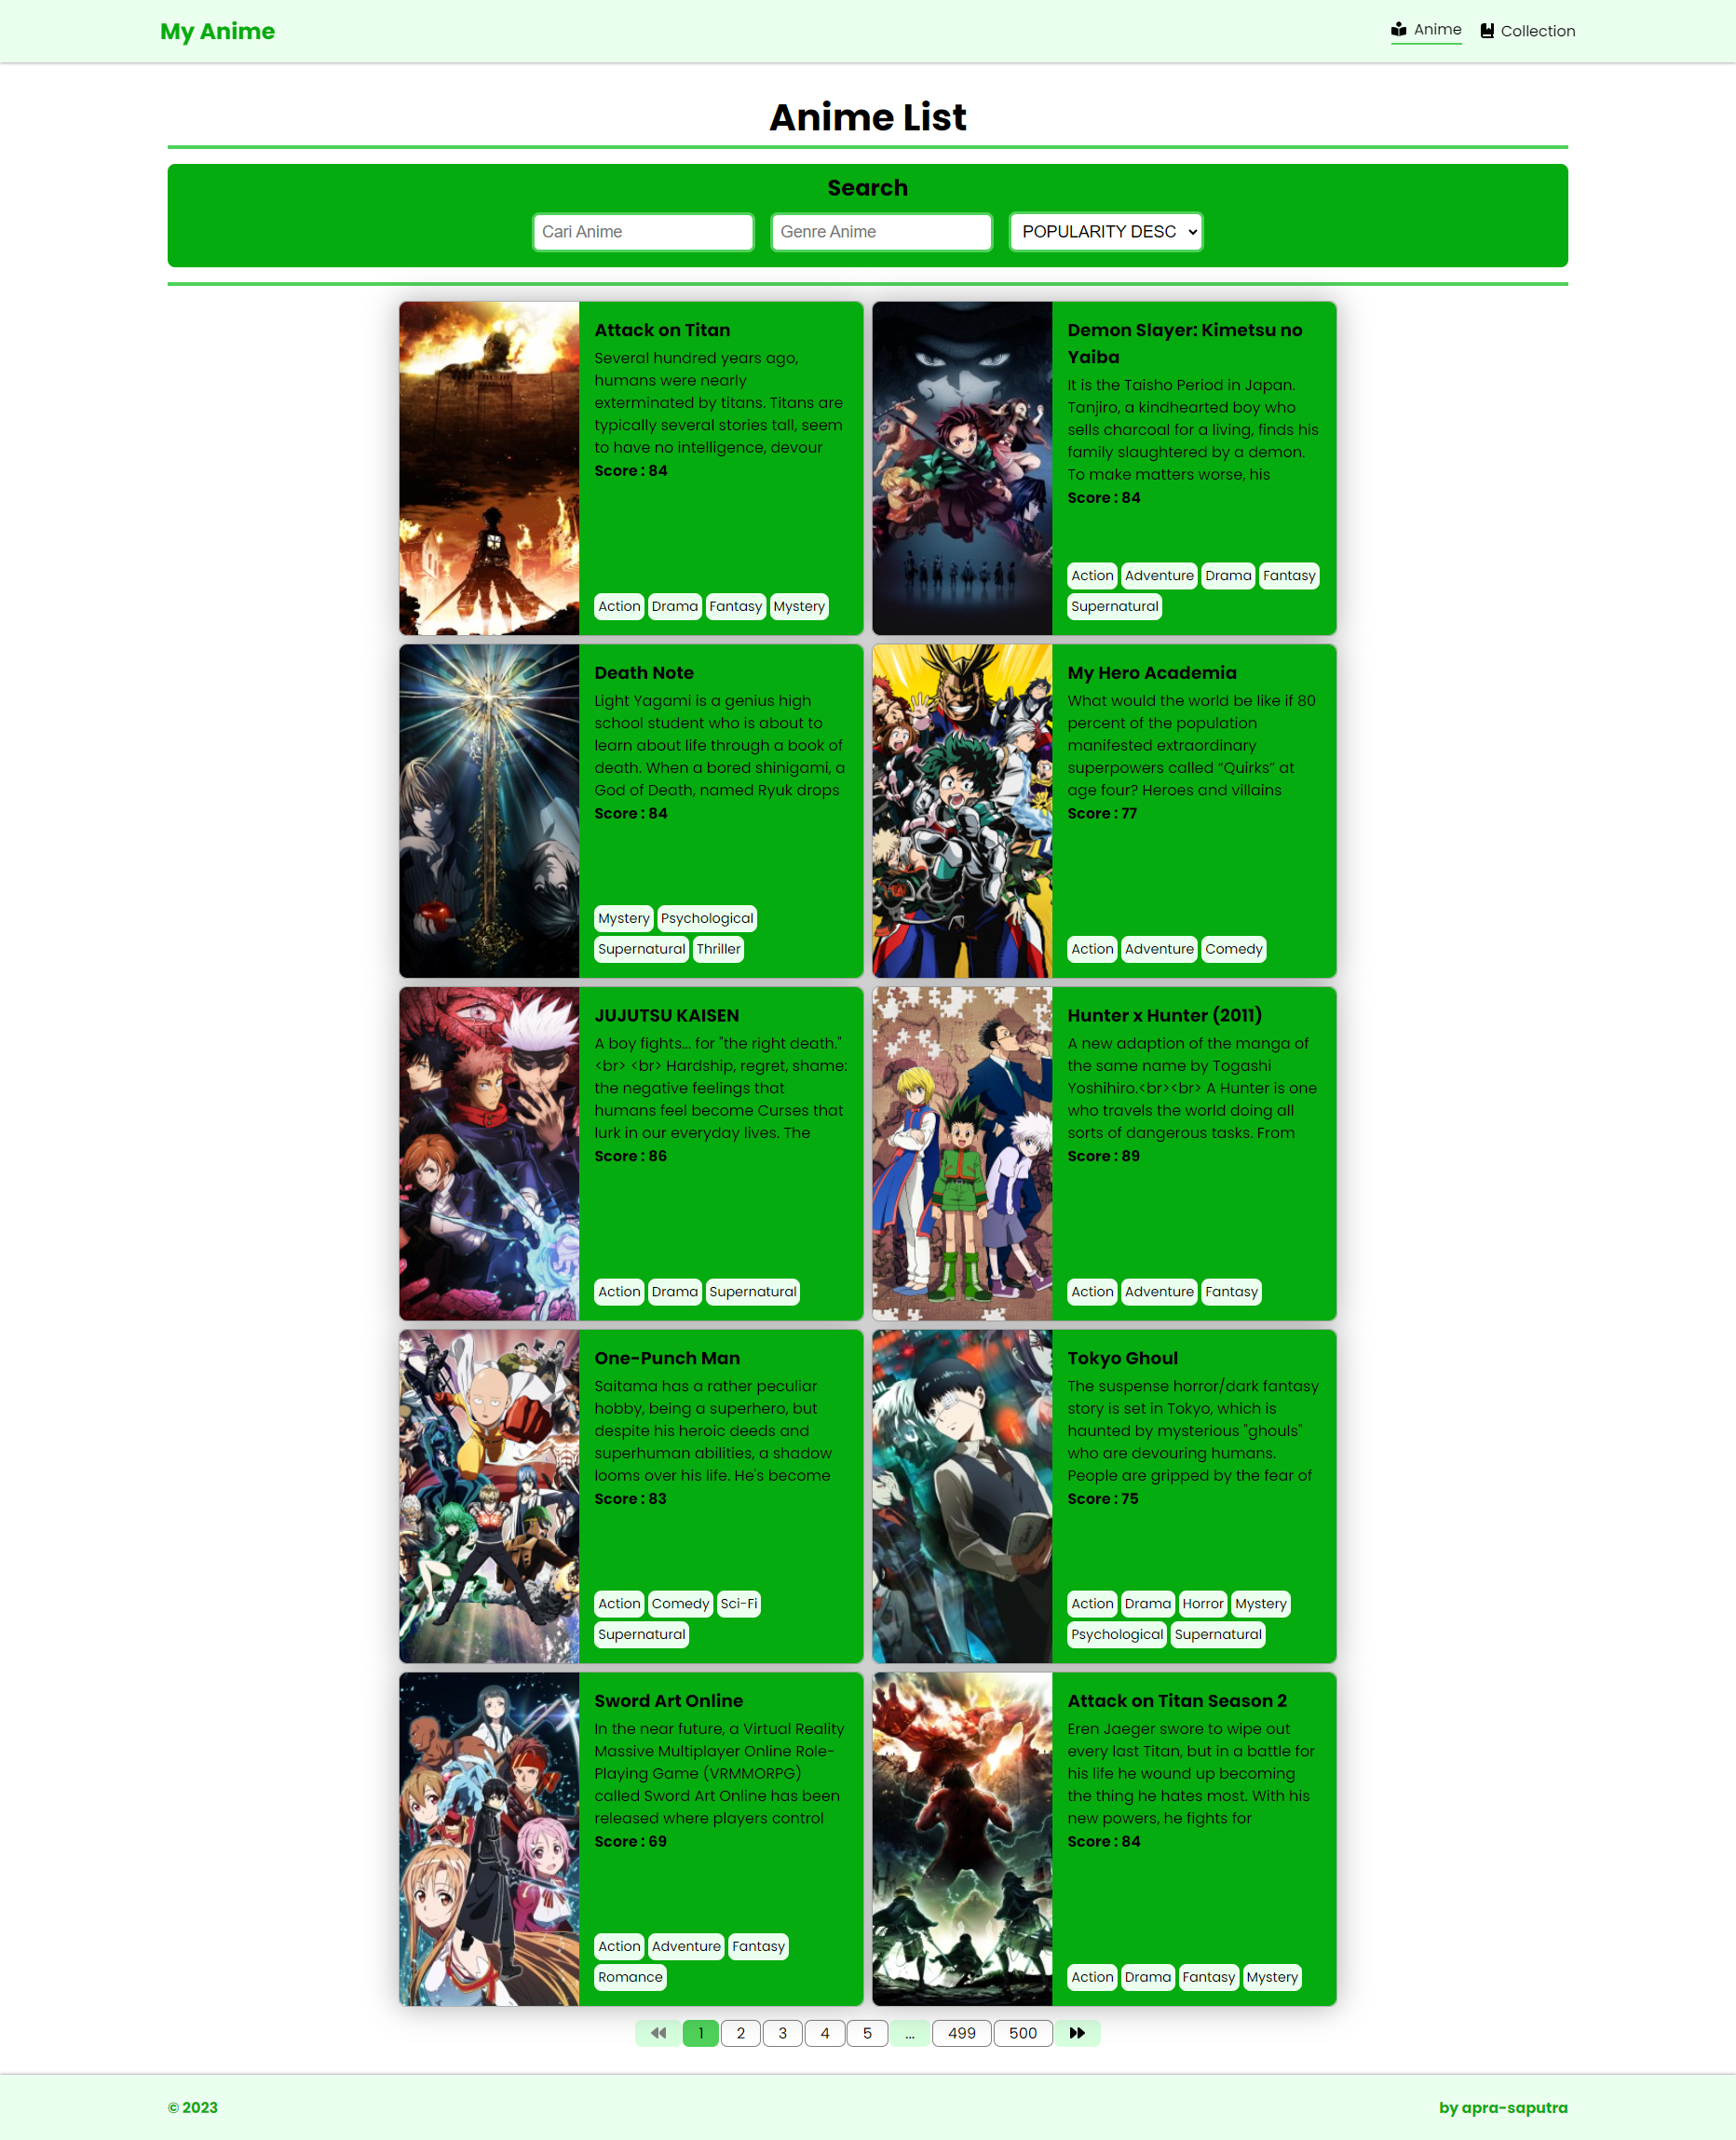 My Anime
Anime
Collection
Anime List
Search
Cari Anime
Genre Anime
POPULARITY DESC
Attack on Titan
Several hundred years ago,
humans were nearly
exterminated by titans. Titans are
typically several stories tall, seem
to have no intelligence, devour
Score : 84
Action Drama Fantasy Mystery
Demon Slayer: Kimetsu no
Yaiba
It is the Taisho Period in Japan.
Tanjiro, a kindhearted boy who
sells charcoal for a living, finds his
family slaughtered by a demon.
To make matters worse, his
Score : 84
Action Adventure Drama Fantasy
Supernatural
Death Note
Light Yagami is a genius high
school student who is about to
learn about life through a book of
death. When a bored shinigami, a
God of Death, named Ryuk drops
Score : 84
Mystery Psychological
Supernatural Thriller
My Hero Academia
What would the world be like if 80
percent of the population
manifested extraordinary
superpowers called “Quirks” at
age four? Heroes and villains
Score : 77
Action Adventure Comedy
JUJUTSU KAISEN
A boy fights... for "the right death."
<br> <br> Hardship, regret, shame:
the negative feelings that
humans feel become Curses that
lurk in our everyday lives. The
Score : 86
Action Drama Supernatural
Hunter x Hunter (2011)
A new adaption of the manga of
the same name by Togashi
Yoshihiro.<br><br> A Hunter is one
who travels the world doing all
sorts of dangerous tasks. From
Score : 89
Action Adventure Fantasy
One-Punch Man
Saitama has a rather peculiar
hobby, being a superhero, but
despite his heroic deeds and
superhuman abilities, a shadow
looms over his life. He's become
Score : 83
Action Comedy Sci-Fi
Supernatural
Tokyo Ghoul
The suspense horror/dark fantasy
story is set in Tokyo, which is
haunted by mysterious "ghouls"
who are devouring humans.
People are gripped by the fear of
Score : 75
Action Drama Horror Mystery
Psychological Supernatural
Sword Art Online
In the near future, a Virtual Reality
Massive Multiplayer Online Role-
Playing Game (VRMMORPG)
called Sword Art Online has been
released where players control
Score : 69
Action Adventure Fantasy
Romance
Attack on Titan Season 2
Eren Jaeger swore to wipe out
every last Titan, but in a battle for
his life he wound up becoming
the thing he hates most. With his
new powers, he fights for
Score : 84
Action Drama Fantasy Mystery
1 2 3 4 5 ... 499 500
© 2023
by apra-saputra